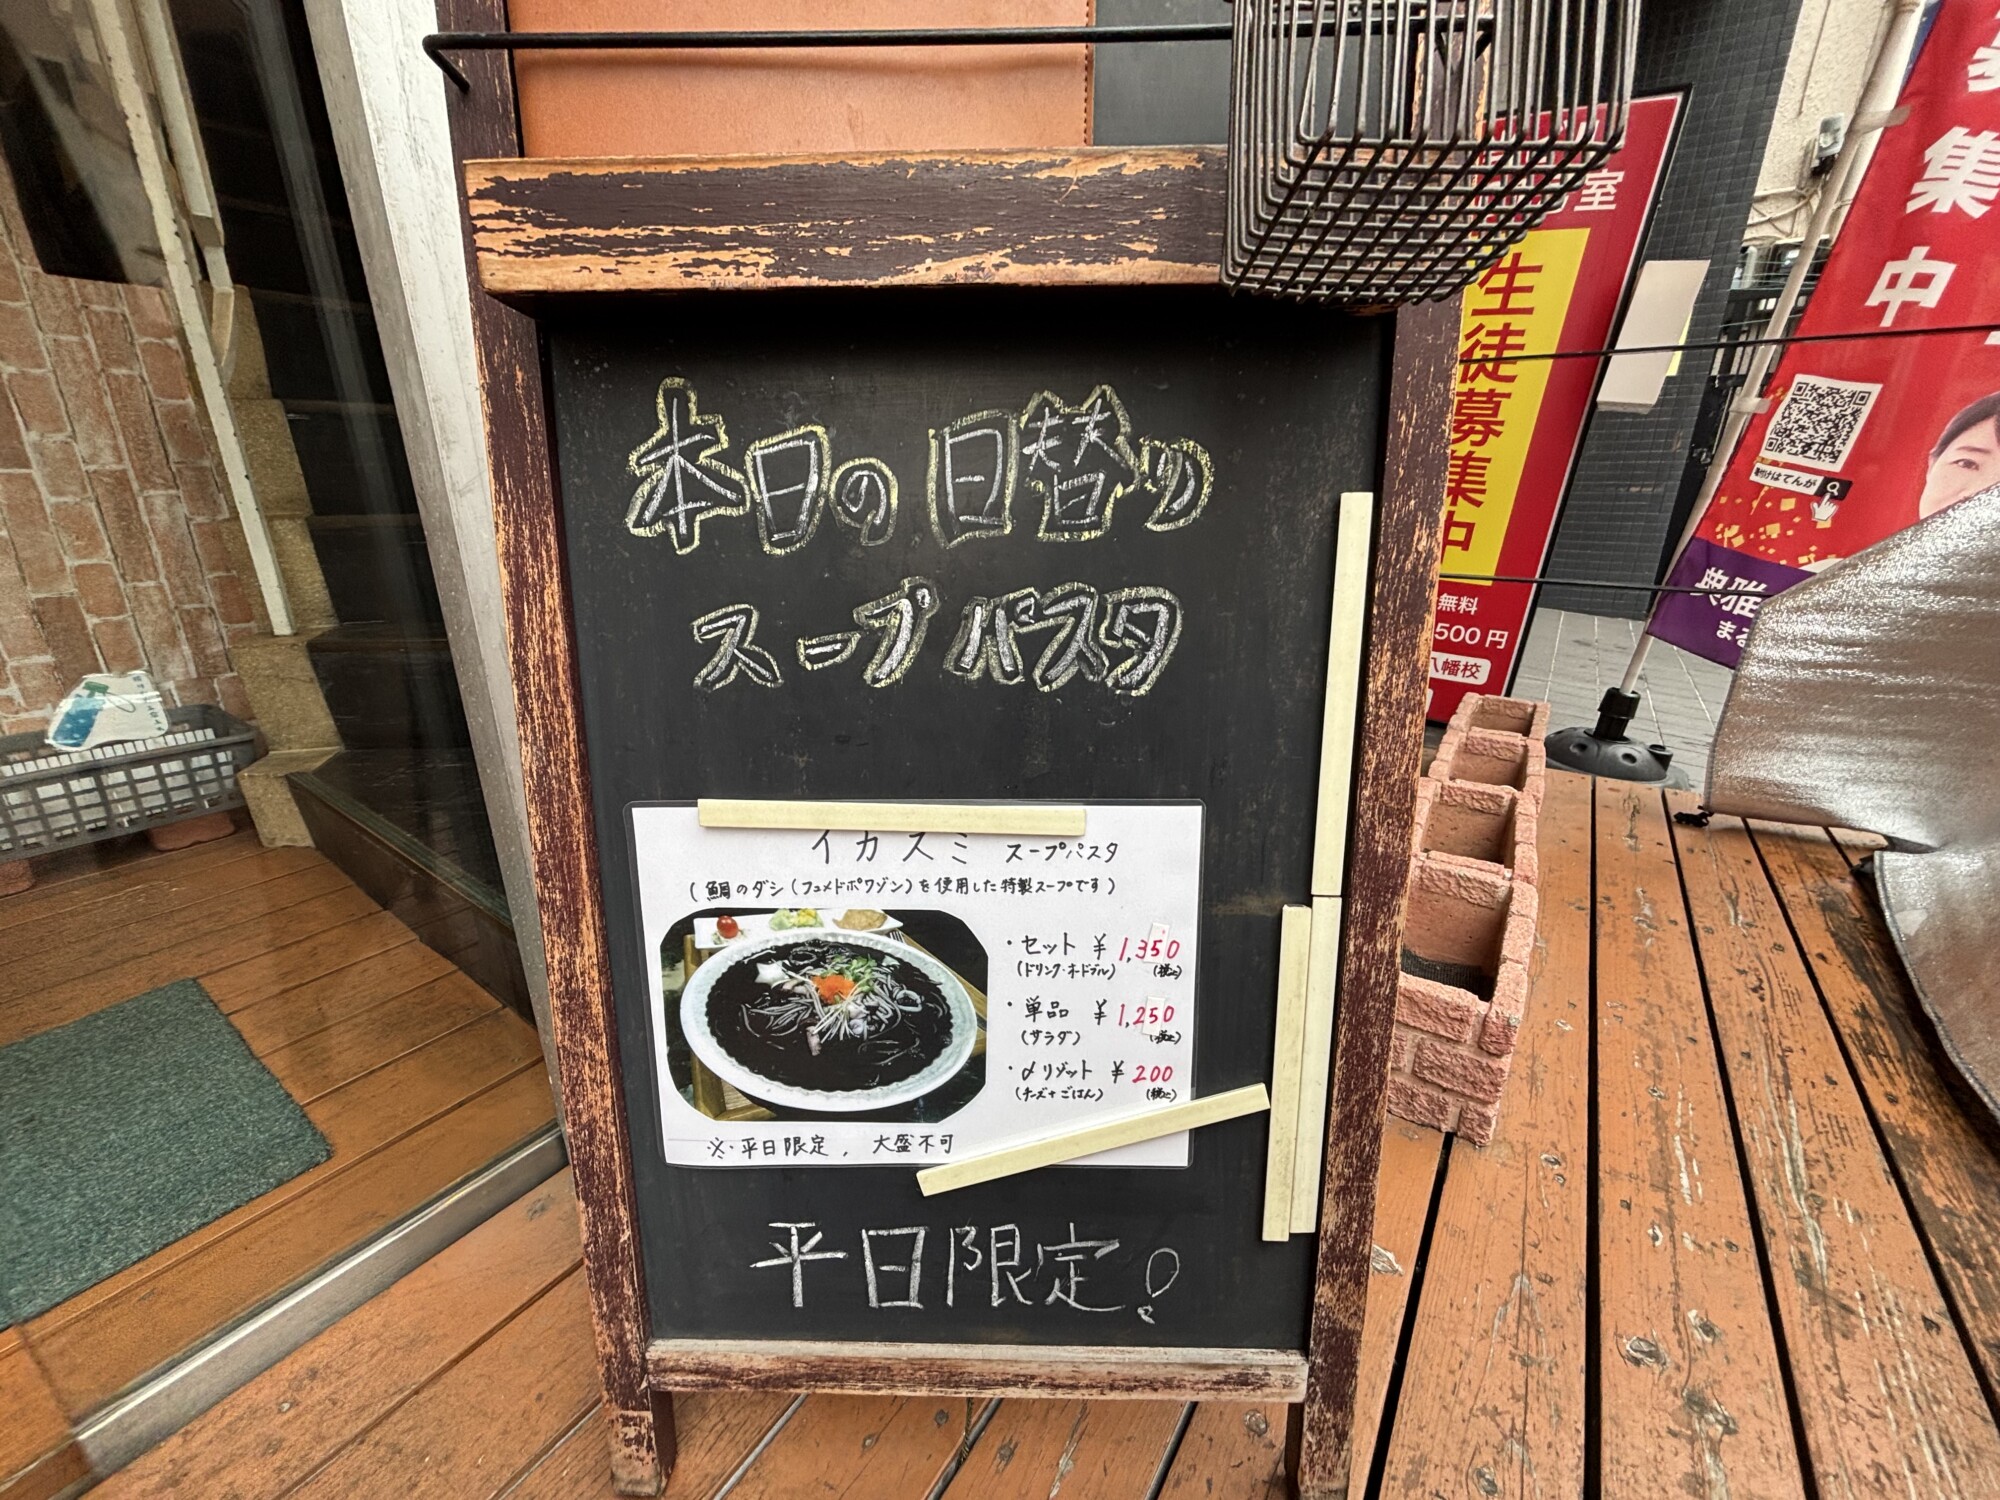 本日の日替り
スープパスタ
イカスミ スープパスタ
(鯛のダシ(フュメドポワゾン)を使用した特製スープです)
・セット ¥1,350
(ドリンク・オードブル) (税込)
・単品 ¥1,250
(サラダ) (税込)
・〆リゾット ¥200
(チーズ+ごはん) (税込)
※平日限定, 大盛不可
平日限定!
室
生徒募集中
無料
500円
八幡校
集中
典雅